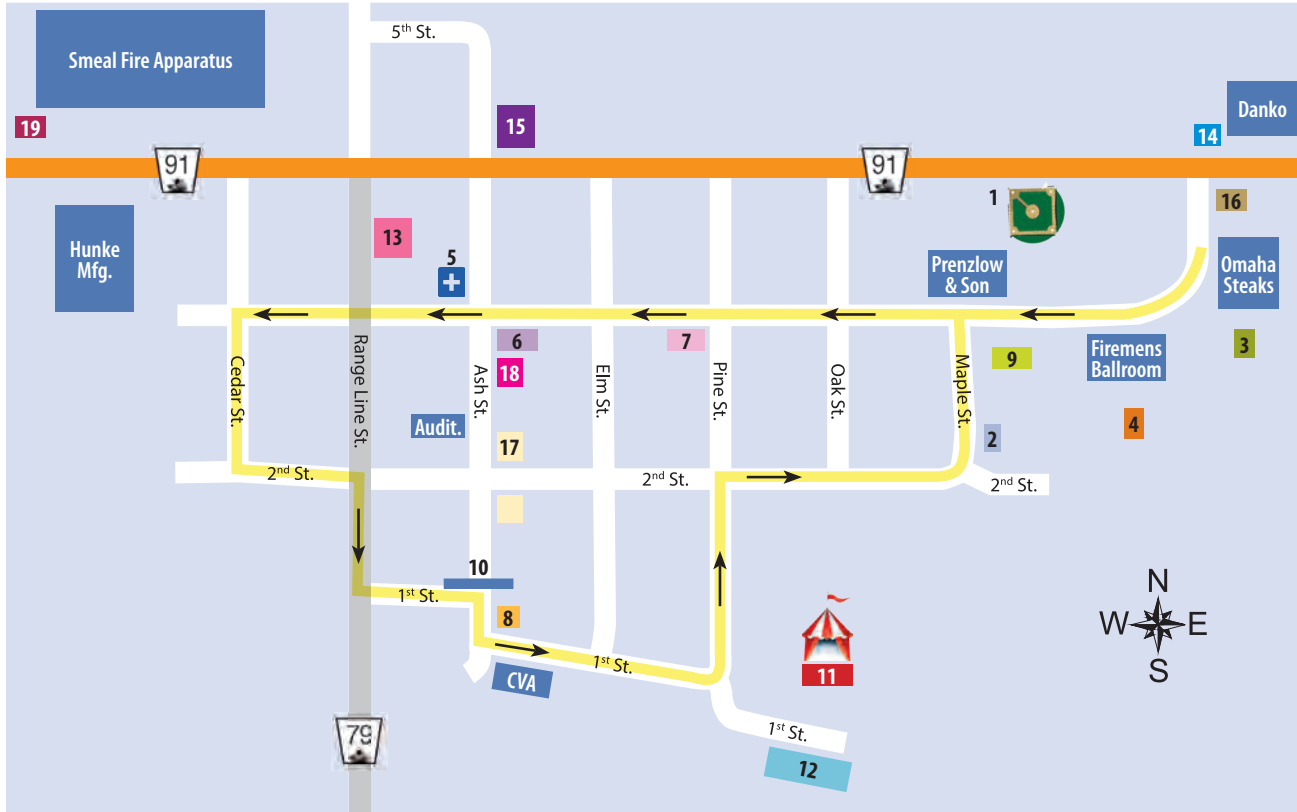 5th St.
Smeal Fire Apparatus
Danko
19
15
14
91
91
1
16
13
5
Hunke
Mfg.
Prenzlow
& Son
Omaha
Steaks
6
7
18
9
Firemens
Ballroom
3
Cedar St.
Range Line St.
Ash St.
Elm St.
Pine St.
Oak St.
Maple St.
Audit.
17
2
4
2nd St.
2nd St.
2nd St.
10
1st St.
8
N
W
E
S
1st St.
CVA
11
79
1st St.
12